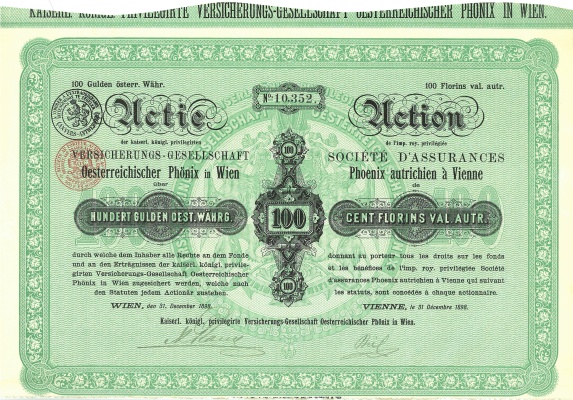 KAISERL. KÖNIGL. PRIVILEGIRTE VERSICHERUNGS-GESELLSCHAFT OESTERREICHISCHER PHÖNIX IN WIEN.
No. 10,352.
100 Gulden österr. Währ.
Actie
der kaiserl. königl. privilegirten
VERSICHERUNGS-GESELLSCHAFT
Oesterreichischer Phönix in Wien
über
HUNDERT GULDEN OEST. WÄHRG.
durch welche dem Inhaber alle Rechte an dem Fonde
und an den Erträgnissen der kaiserl. königl. privile-
girten Versicherungs-Gesellschaft Oesterreichischer
Phönix in Wien zugesichert werden, welche nach
den Statuten jedem Actionär zustehen.
WIEN, den 31. December 1898.
100
100
100
100 Florins val. autr.
Action
de l'imp. roy. privilégiée
SOCIÉTÉ D'ASSURANCES
Phoenix autrichien à Vienne
de
CENT FLORINS VAL. AUTR.
donnant au porteur tous les droits sur les fonds
et les bénéfices de l'imp. roy. privilégiée Société
d'assurances Phoenix autrichien à Vienne qui suivant
les statuts, sont concédés à chaque actionnaire.
VIENNE, le 31 Décembre 1898.
Kaiserl. königl. privilegirte Versicherungs-Gesellschaft Oesterreichischer Phönix in Wien.